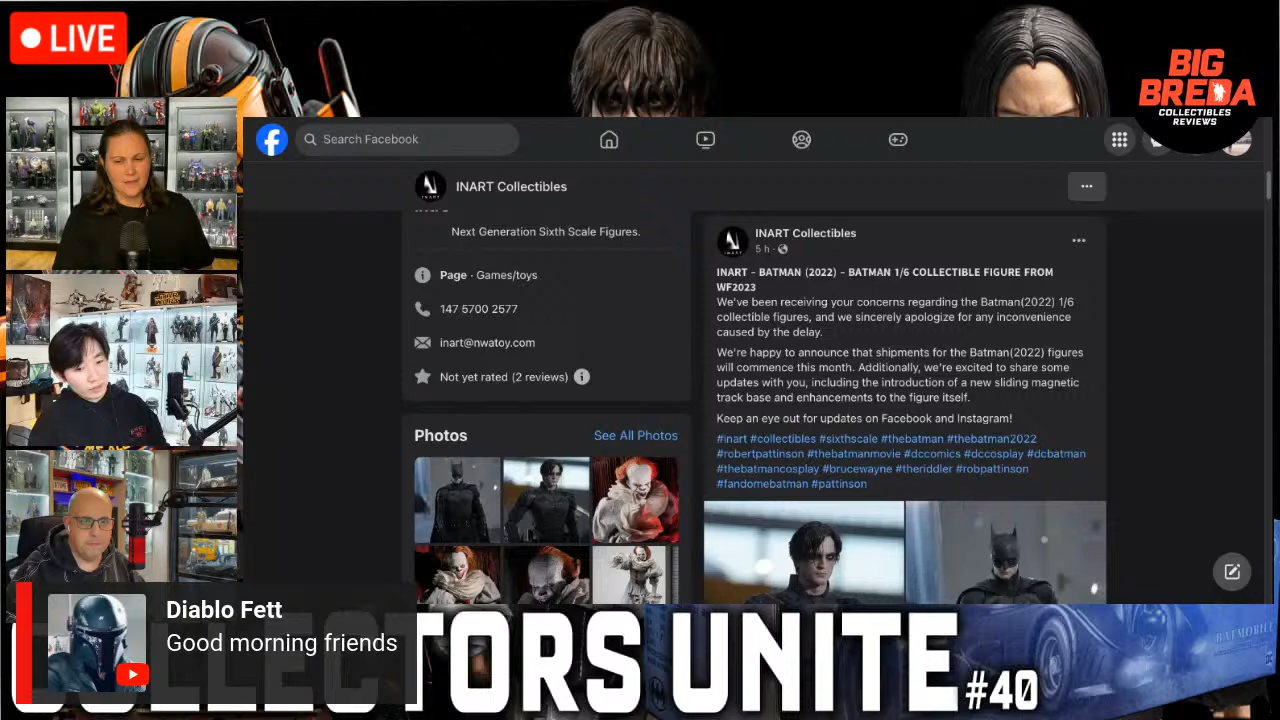 LIVE
BIG
BREDA
COLLECTIBLES
REVIEWS
Search Facebook
INART Collectibles
Next Generation Sixth Scale Figures.
Page · Games/toys
147 5700 2577
inart@nwatoy.com
Not yet rated (2 reviews)
Photos
See All Photos
INART Collectibles
5 h ·
INART - BATMAN (2022) - BATMAN 1/6 COLLECTIBLE FIGURE FROM
WF2023
We've been receiving your concerns regarding the Batman(2022) 1/6
collectible figures, and we sincerely apologize for any inconvenience
caused by the delay.
We're happy to announce that shipments for the Batman(2022) figures
will commence this month. Additionally, we're excited to share some
updates with you, including the introduction of a new sliding magnetic
track base and enhancements to the figure itself.
Keep an eye out for updates on Facebook and Instagram!
#inart #collectibles #sixthscale #thebatman #thebatman2022
#robertpattinson #thebatmanmovie #dccomics #dccosplay #dcbatman
#thebatmancosplay #brucewayne #theriddler #robpattinson
#fandomebatman #pattinson
Diablo Fett
Good morning friends
TORS UNITE #40
BATMOBILE